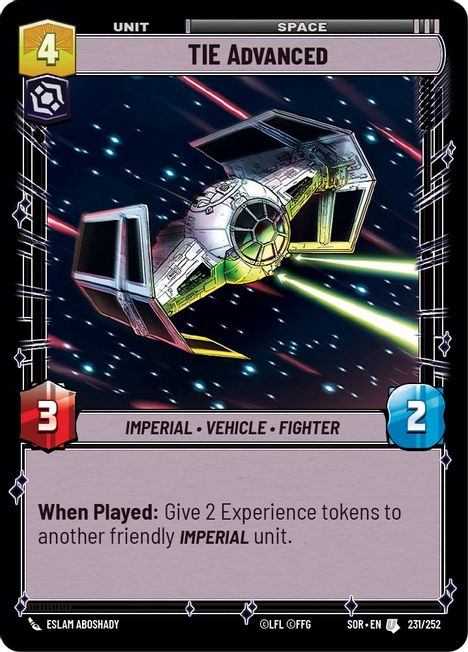 UNIT
SPACE
4
TIE Advanced
3
IMPERIAL • VEHICLE • FIGHTER
2
When Played: Give 2 Experience tokens to
another friendly IMPERIAL unit.
ESLAM ABOSHADY
©LFL ©FFG
SOR • EN
U
231/252